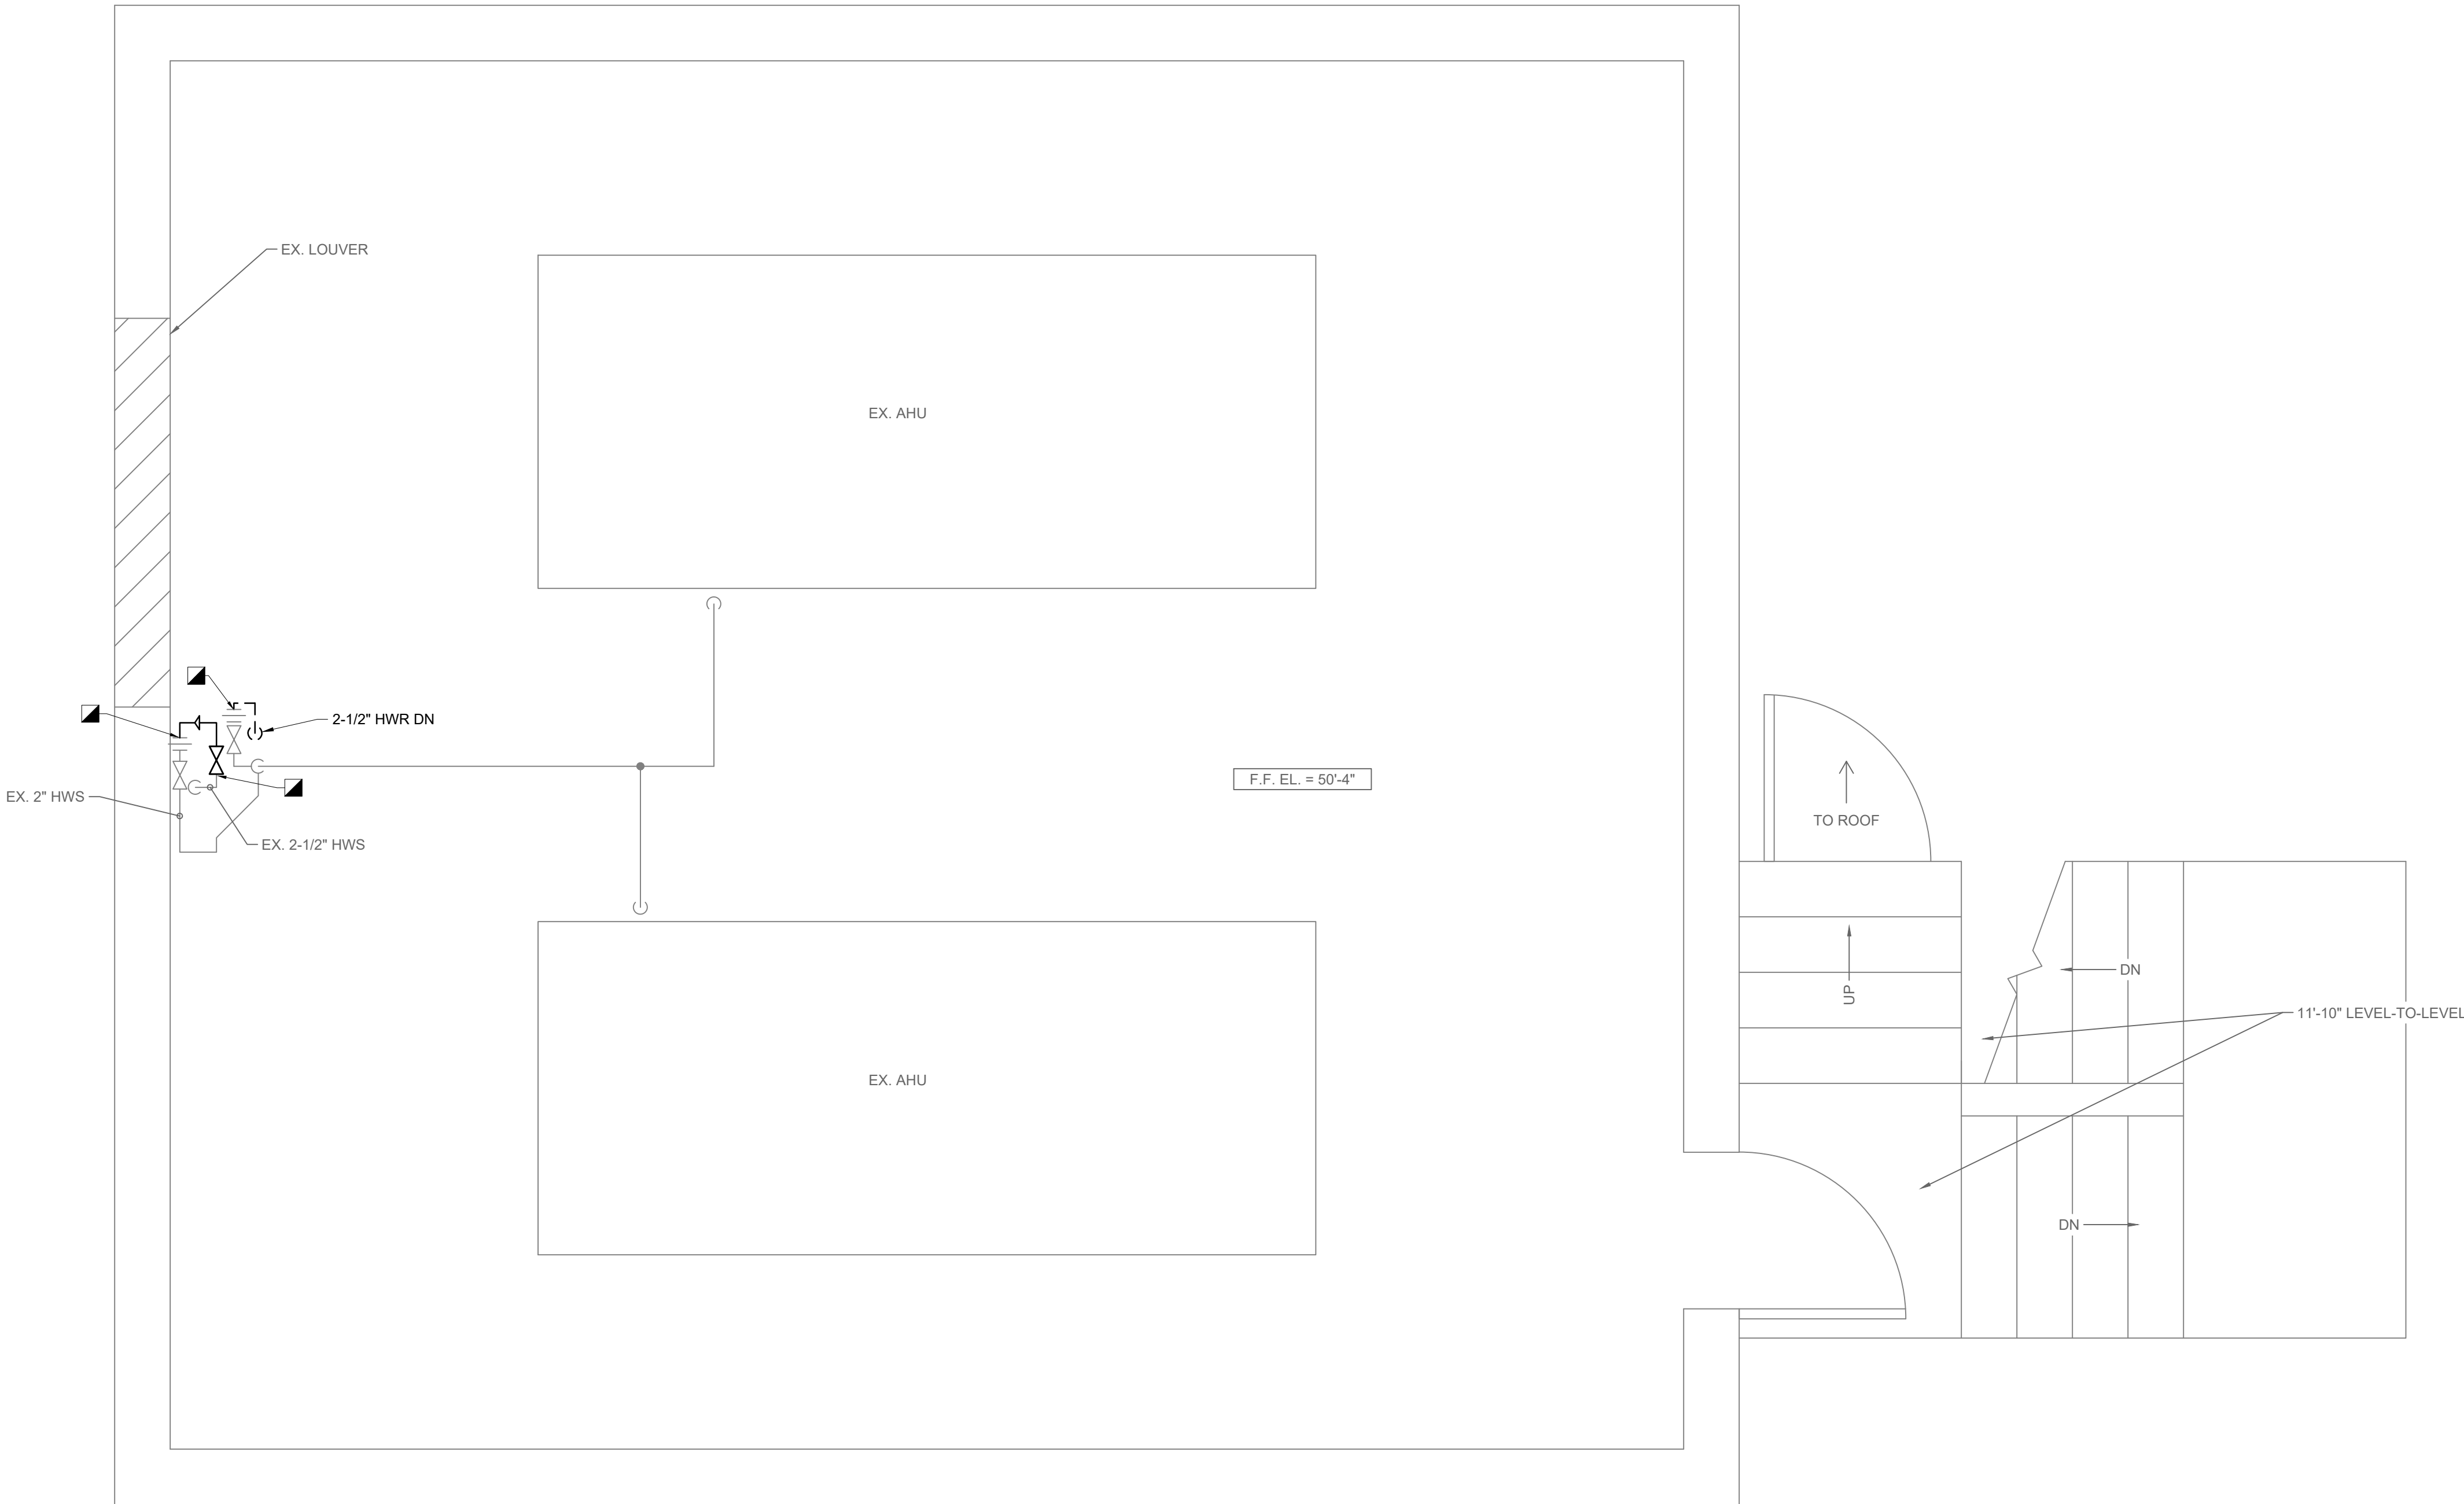 EX. LOUVER
EX. AHU
2-1/2" HWR DN
F.F. EL. = 50'-4"
EX. 2" HWS
TO ROOF
EX. 2-1/2" HWS
DN
UP
11'-10" LEVEL-TO-LEVEL
EX. AHU
DN